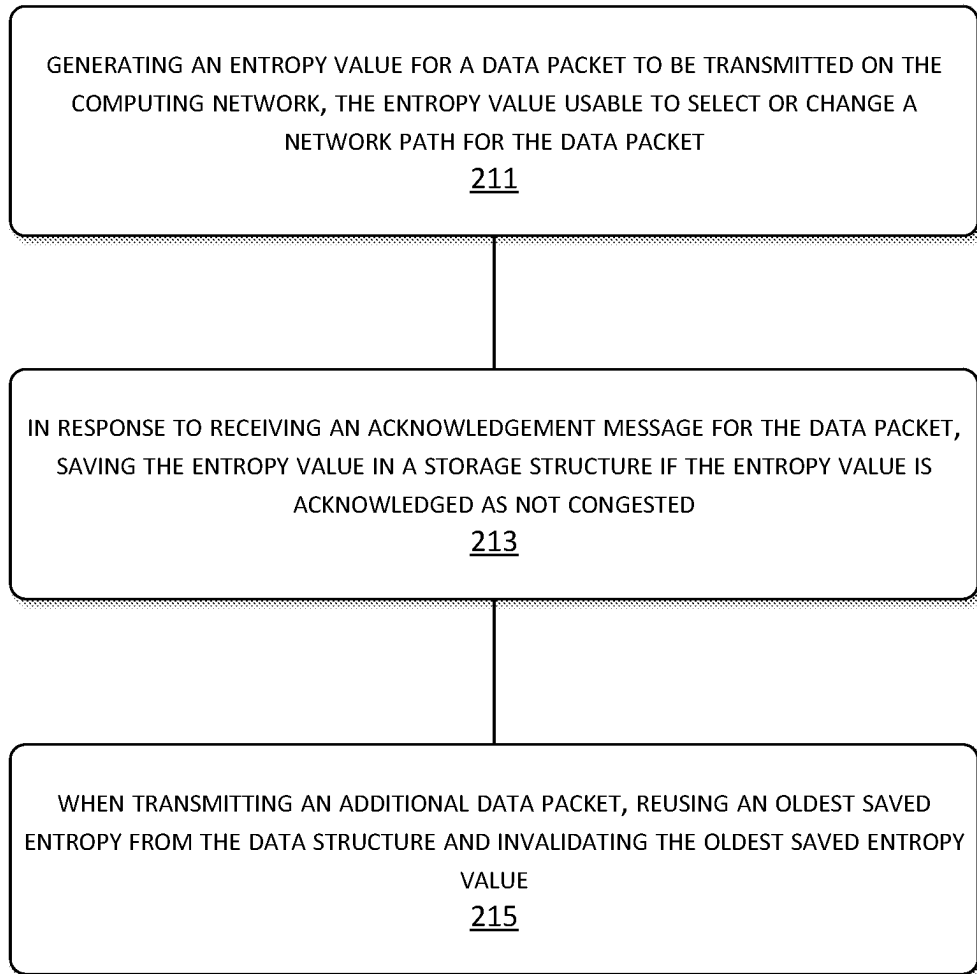 GENERATING AN ENTROPY VALUE FOR A DATA PACKET TO BE TRANSMITTED ON THE
COMPUTING NETWORK, THE ENTROPY VALUE USABLE TO SELECT OR CHANGE A
NETWORK PATH FOR THE DATA PACKET
211
IN RESPONSE TO RECEIVING AN ACKNOWLEDGEMENT MESSAGE FOR THE DATA PACKET,
SAVING THE ENTROPY VALUE IN A STORAGE STRUCTURE IF THE ENTROPY VALUE IS
ACKNOWLEDGED AS NOT CONGESTED
213
WHEN TRANSMITTING AN ADDITIONAL DATA PACKET, REUSING AN OLDEST SAVED
ENTROPY FROM THE DATA STRUCTURE AND INVALIDATING THE OLDEST SAVED ENTROPY
VALUE
215